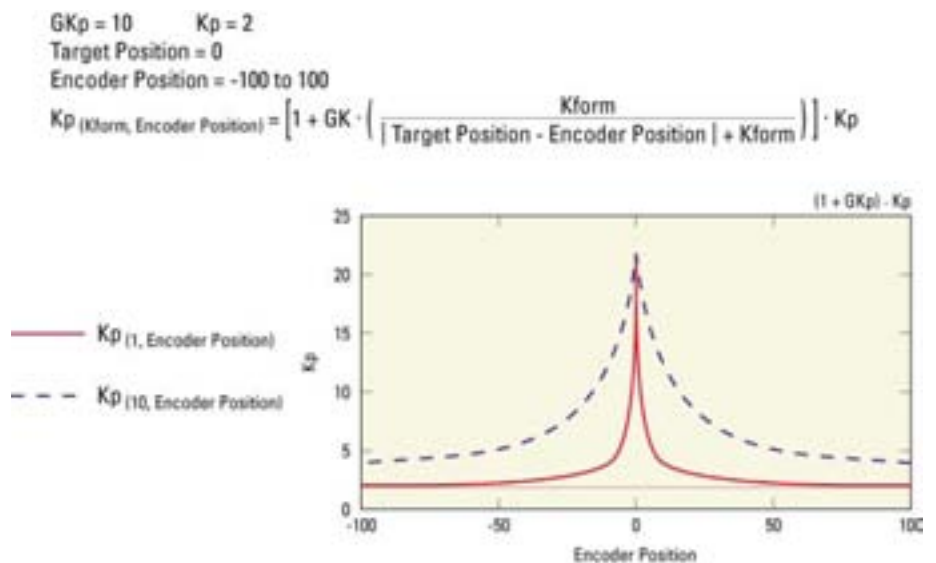 GKp = 10 Kp = 2
Target Position = 0
Encoder Position = -100 to 100
Kp (Kform, Encoder Position) = [1 + GK · ( Kform / | Target Position - Encoder Position | + Kform )] · Kp
(1 + GKp) - Kp
25
20
15
10
5
0
Kp
Kp (1, Encoder Position)
Kp (10, Encoder Position)
-100 -50 0 50 100
Encoder Position